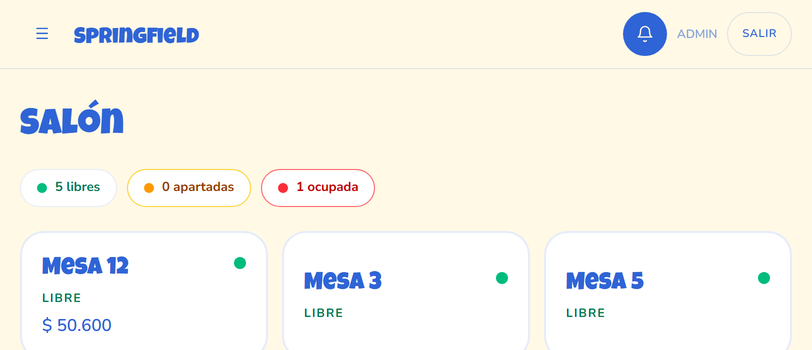 SPRINGFIELD
ADMIN
SALIR
Salón
5 libres
0 apartadas
1 ocupada
Mesa 12
LIBRE
$ 50.600
Mesa 3
LIBRE
Mesa 5
LIBRE